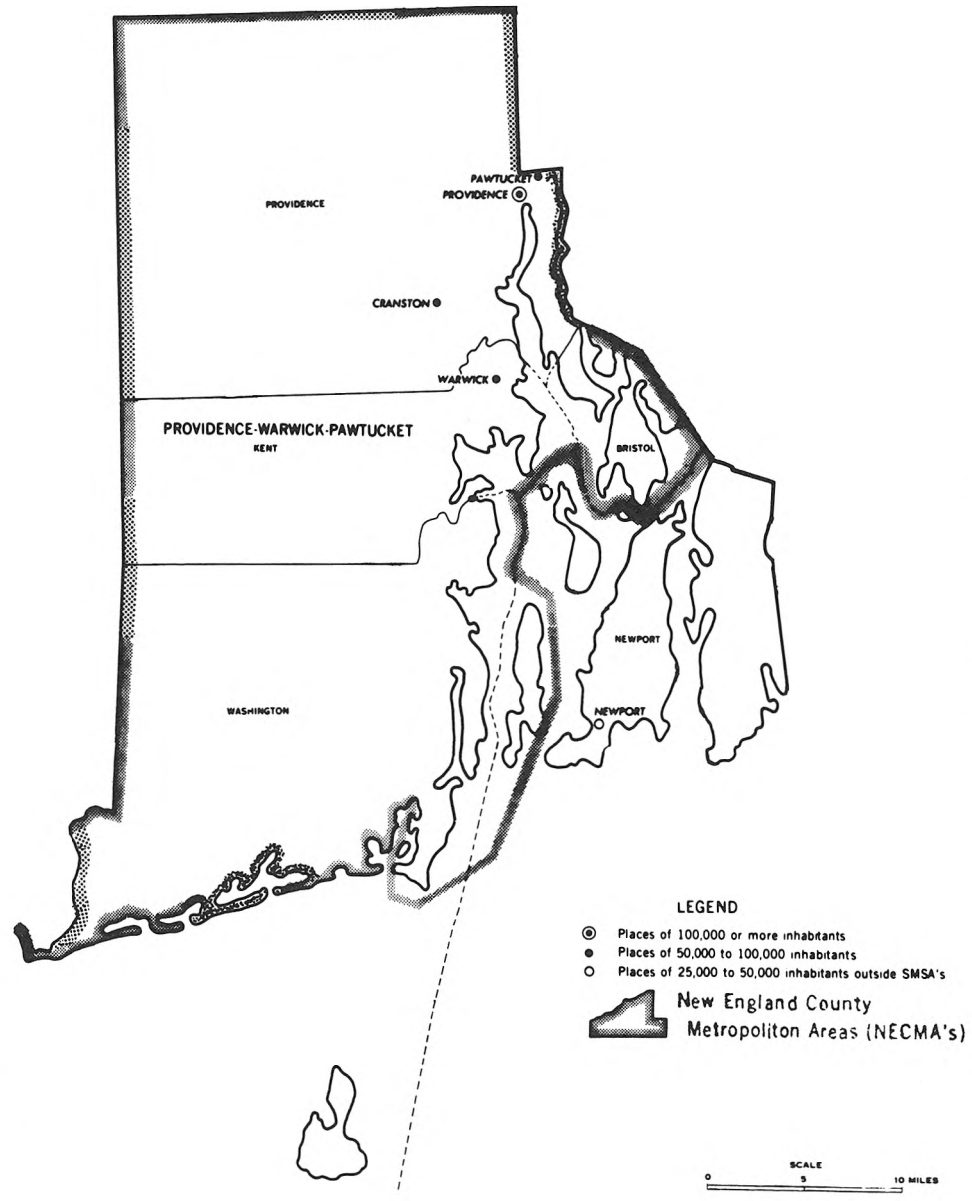 PAWTUCKET
PROVIDENCE
PROVIDENCE
CRANSTON
WARWICK
PROVIDENCE-WARWICK-PAWTUCKET
KENT
BRISTOL
NEWPORT
WASHINGTON
NEWPORT
LEGEND
Places of 100,000 or more inhabitants
Places of 50,000 to 100,000 inhabitants
Places of 25,000 to 50,000 inhabitants outside SMSA's
New England County
Metropoliton Areas (NECMA's)
SCALE
0 5 10 MILES